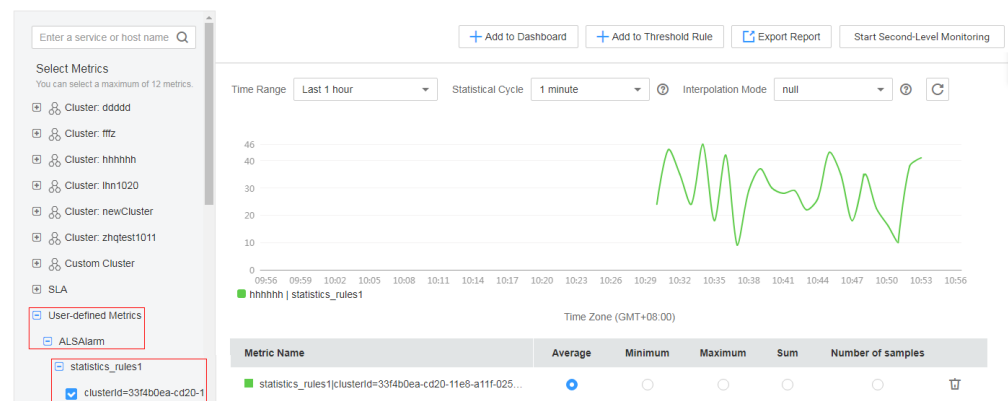 Enter a service or host name
Add to Dashboard
Add to Threshold Rule
Export Report
Start Second-Level Monitoring
Select Metrics
You can select a maximum of 12 metrics.
Cluster: ddddd
Cluster: fffz
Cluster: hhhhhh
Cluster: lhn1020
Cluster: newCluster
Cluster: zhqtest1011
Custom Cluster
SLA
User-defined Metrics
ALSAlarm
statistics_rules1
clusterId=33f4b0ea-cd20-1
Time Range Last 1 hour Statistical Cycle 1 minute Interpolation Mode null
46
40
30
20
10
0
09:56 09:59 10:02 10:05 10:08 10:11 10:14 10:17 10:20 10:23 10:26 10:29 10:32 10:35 10:38 10:41 10:44 10:47 10:50 10:53 10:56
hhhhhh | statistics_rules1
Time Zone (GMT+08:00)
Metric Name Average Minimum Maximum Sum Number of samples
statistics_rules1|clusterId=33f4b0ea-cd20-11e8-a11f-025...